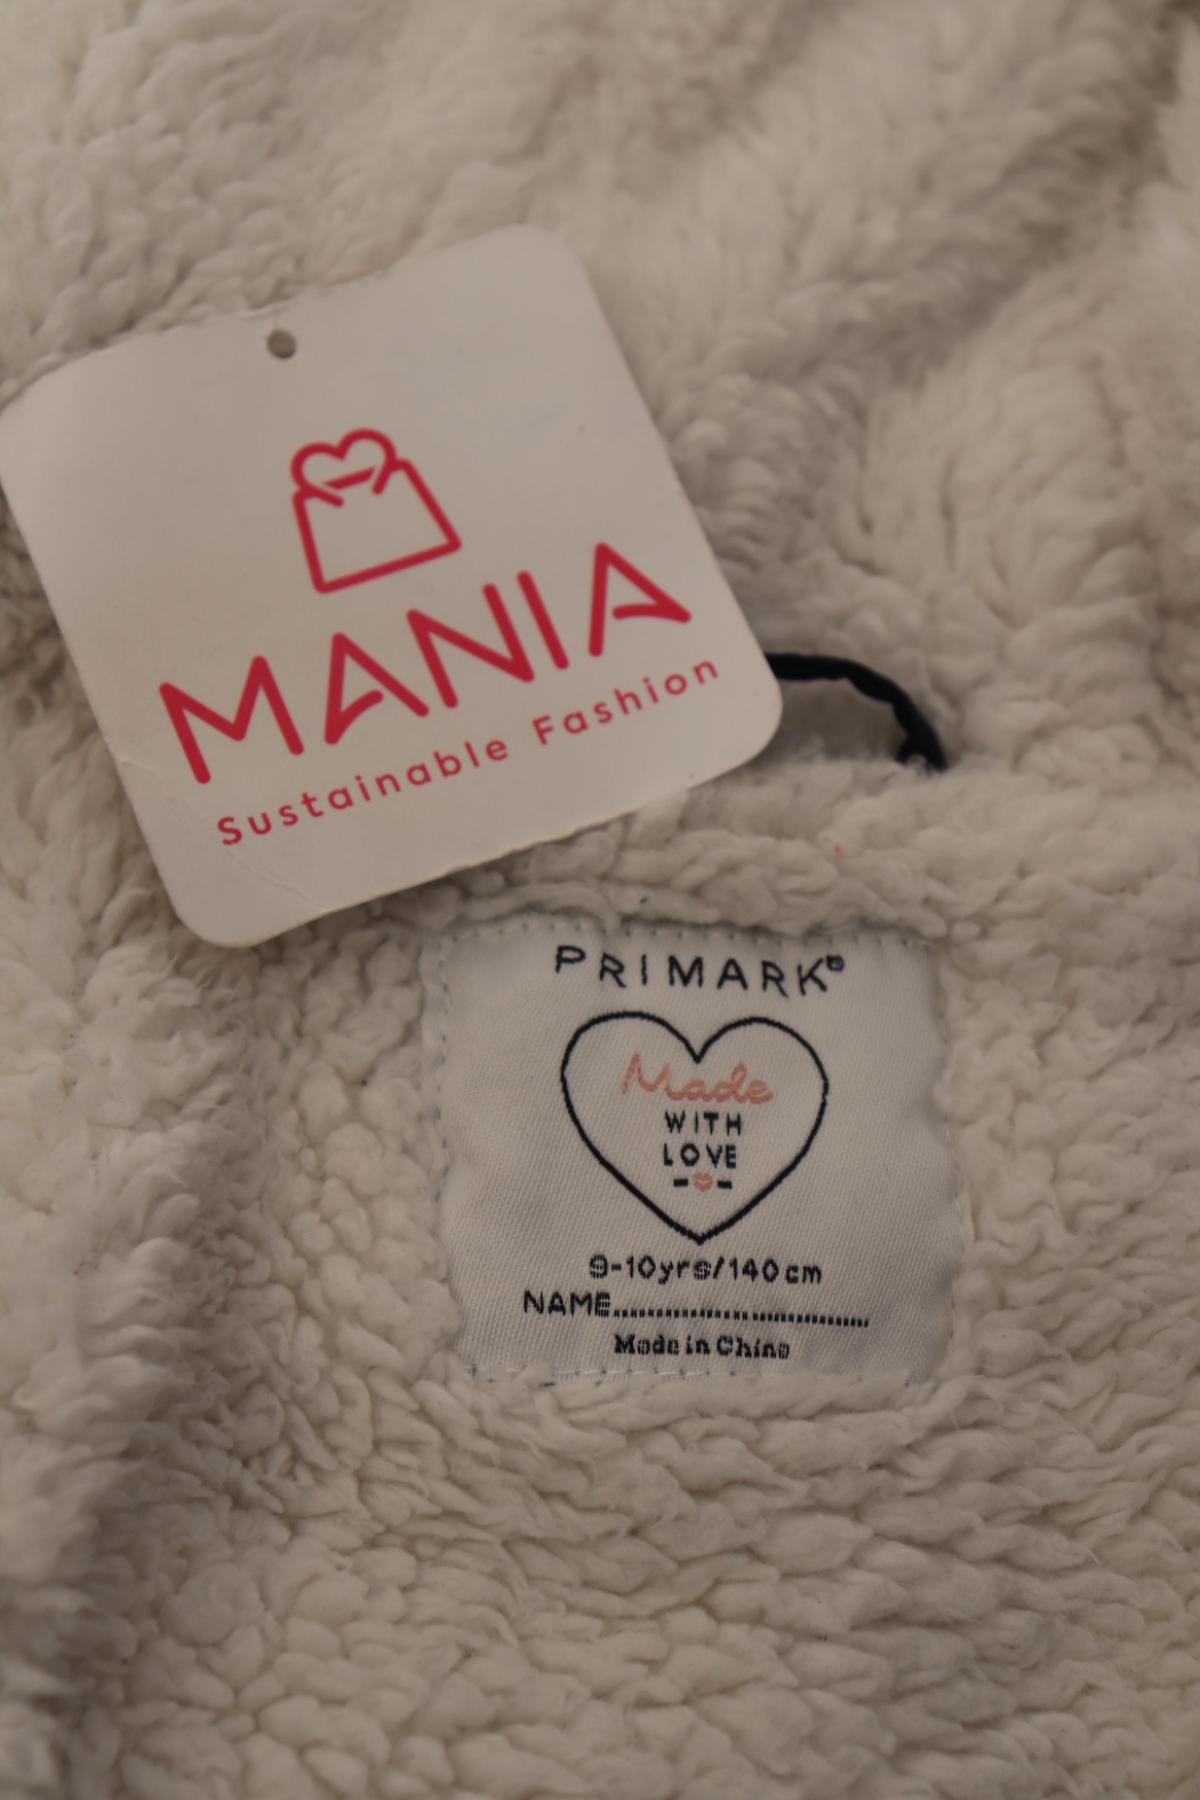 MANIA
Sustainable Fashion
PRIMARK®
Made
WITH
LOVE
9-10yrs/140cm
NAME..............................
Made in China